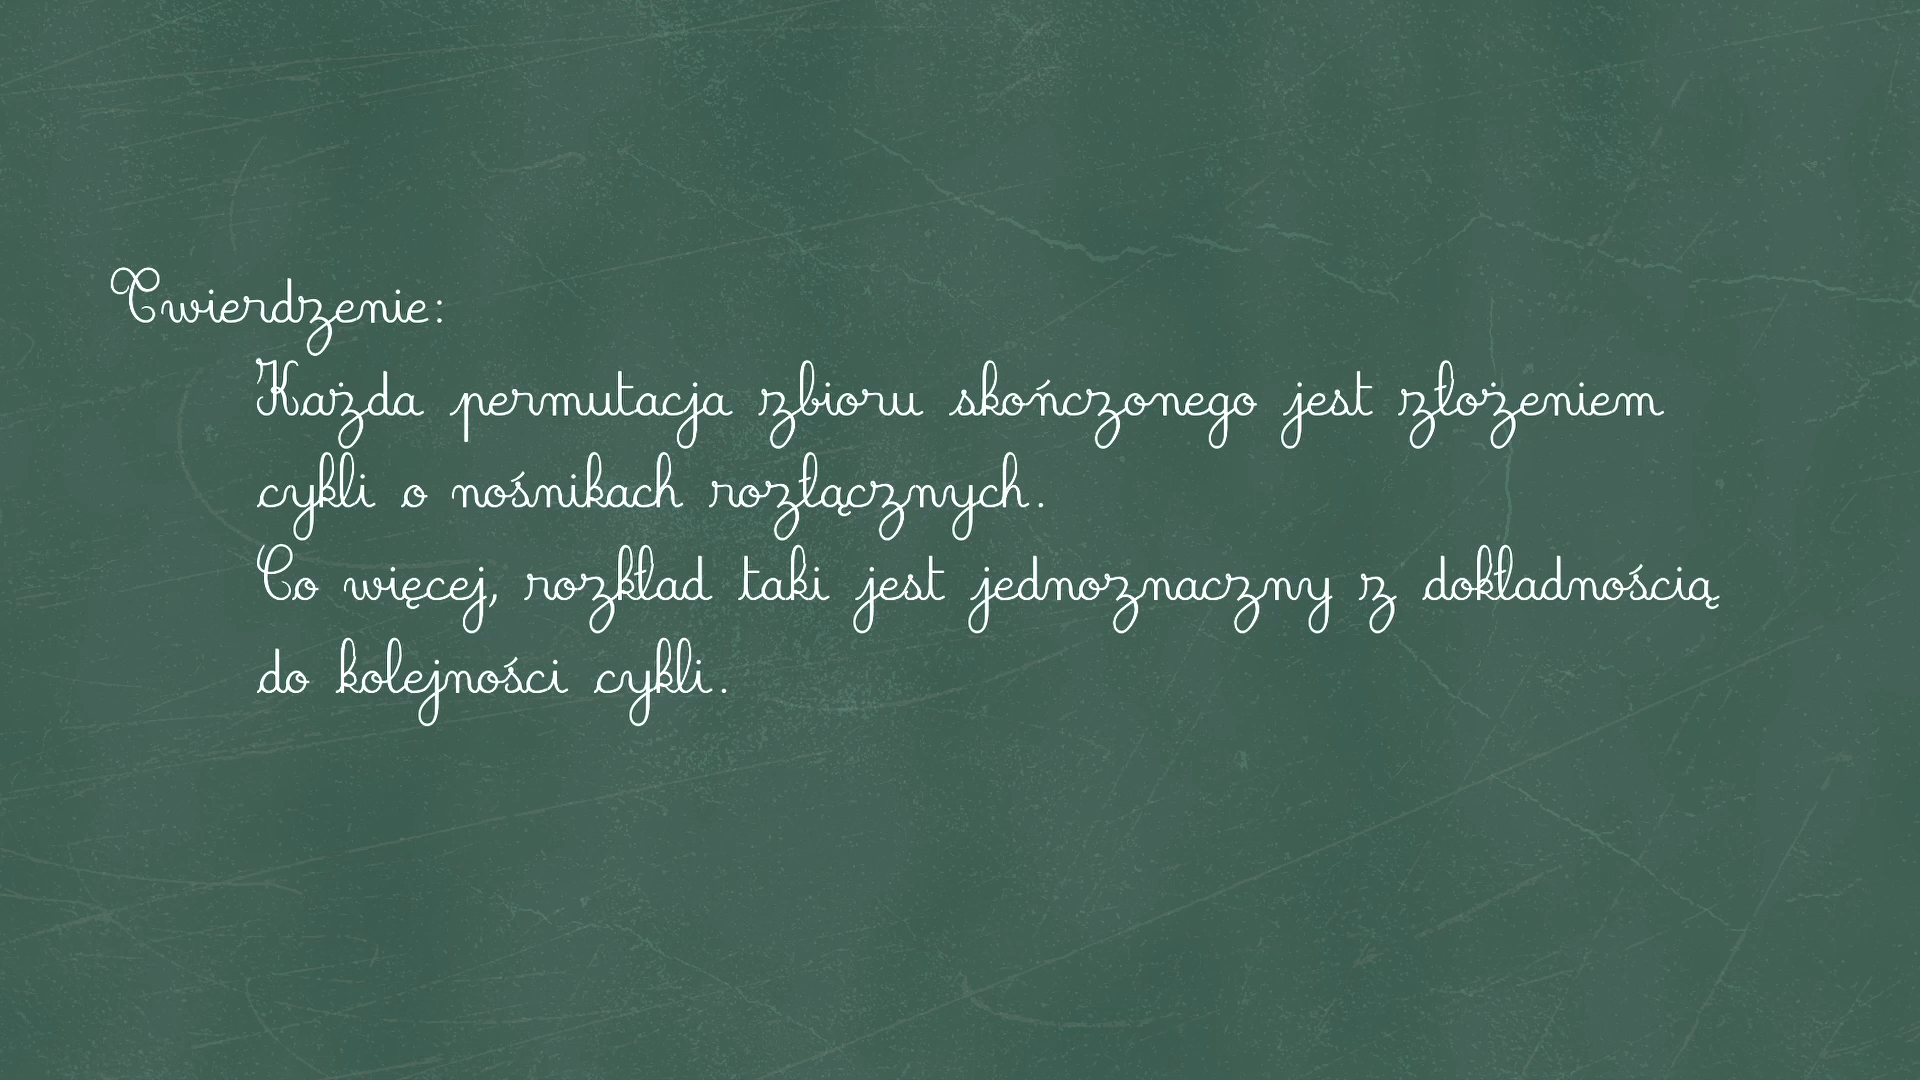 Twierdzenie:
Każda permutacja zbioru skończonego jest złożeniem
cykli o nośnikach rozłącznych.
Co więcej, rozkład taki jest jednoznaczny z dokładnością
do kolejności cykli.